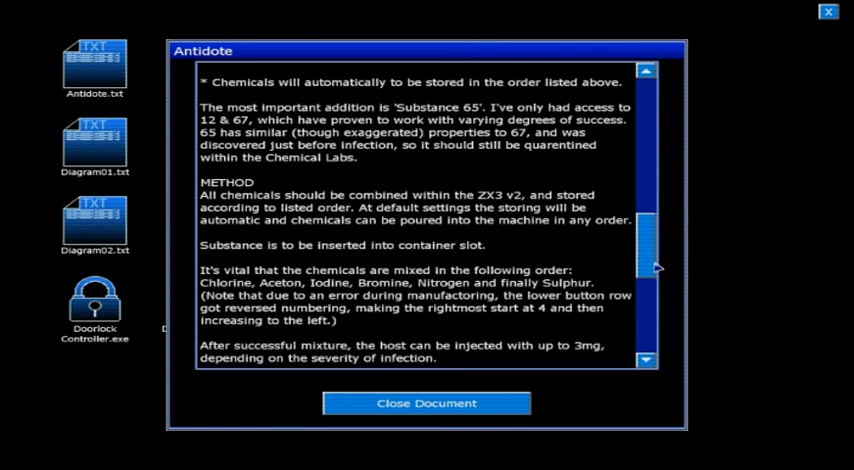 X
TXT
Antidote.txt
TXT
Diagram01.txt
TXT
Diagram02.txt
Doorlock
Controller.exe
Antidote
* Chemicals will automatically to be stored in the order listed above.
The most important addition is 'Substance 65'. I've only had access to
12 & 67, which have proven to work with varying degrees of success.
65 has similar (though exaggerated) properties to 67, and was
discovered just before infection, so it should still be quarentined
within the Chemical Labs.
METHOD
All chemicals should be combined within the ZX3 v2, and stored
according to listed order. At default settings the storing will be
automatic and chemicals can be poured into the machine in any order.
Substance is to be inserted into container slot.
It's vital that the chemicals are mixed in the following order:
Chlorine, Aceton, Iodine, Bromine, Nitrogen and finally Sulphur.
(Note that due to an error during manufactoring, the lower button row
got reversed numbering, making the rightmost start at 4 and then
increasing to the left.)
After successful mixture, the host can be injected with up to 3mg,
depending on the severity of infection.
Close Document